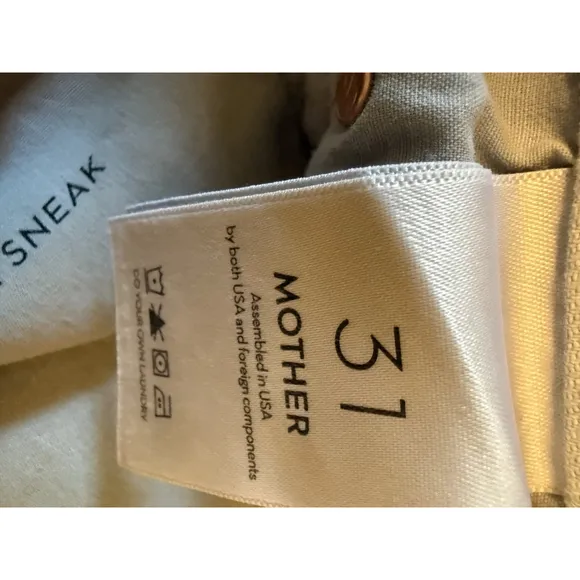 31
MOTHER
Assembled in USA
by both USA and foreign components
DO YOUR OWN LAUNDRY
SNEAK